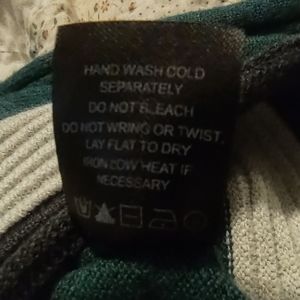 HAND WASH COLD
SEPARATELY
DO NOT BLEACH
DO NOT WRING OR TWIST.
LAY FLAT TO DRY
IRON LOW HEAT IF
NECESSARY